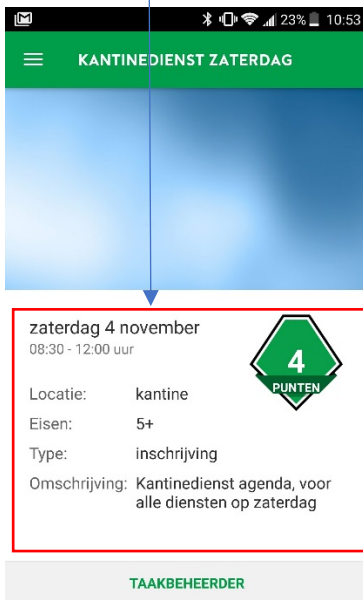 23% 10:53
KANTINEDIENST ZATERDAG
zaterdag 4 november
08:30 - 12:00 uur
4
PUNTEN
Locatie: kantine
Eisen: 5+
Type: inschrijving
Omschrijving: Kantinedienst agenda, voor
alle diensten op zaterdag
TAAKBEHEERDER